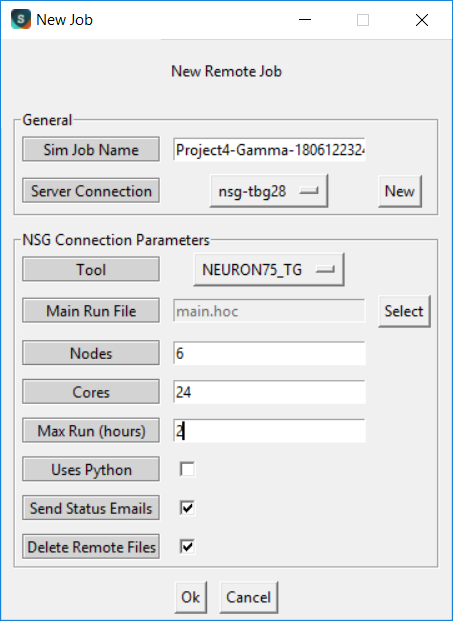 S New Job
New Remote Job
General
Sim Job Name Project4-Gamma-1806122324
Server Connection nsg-tbg28 New
NSG Connection Parameters
Tool NEURON75_TG
Main Run File main.hoc Select
Nodes 6
Cores 24
Max Run (hours) 2
Uses Python
Send Status Emails
Delete Remote Files
Ok Cancel